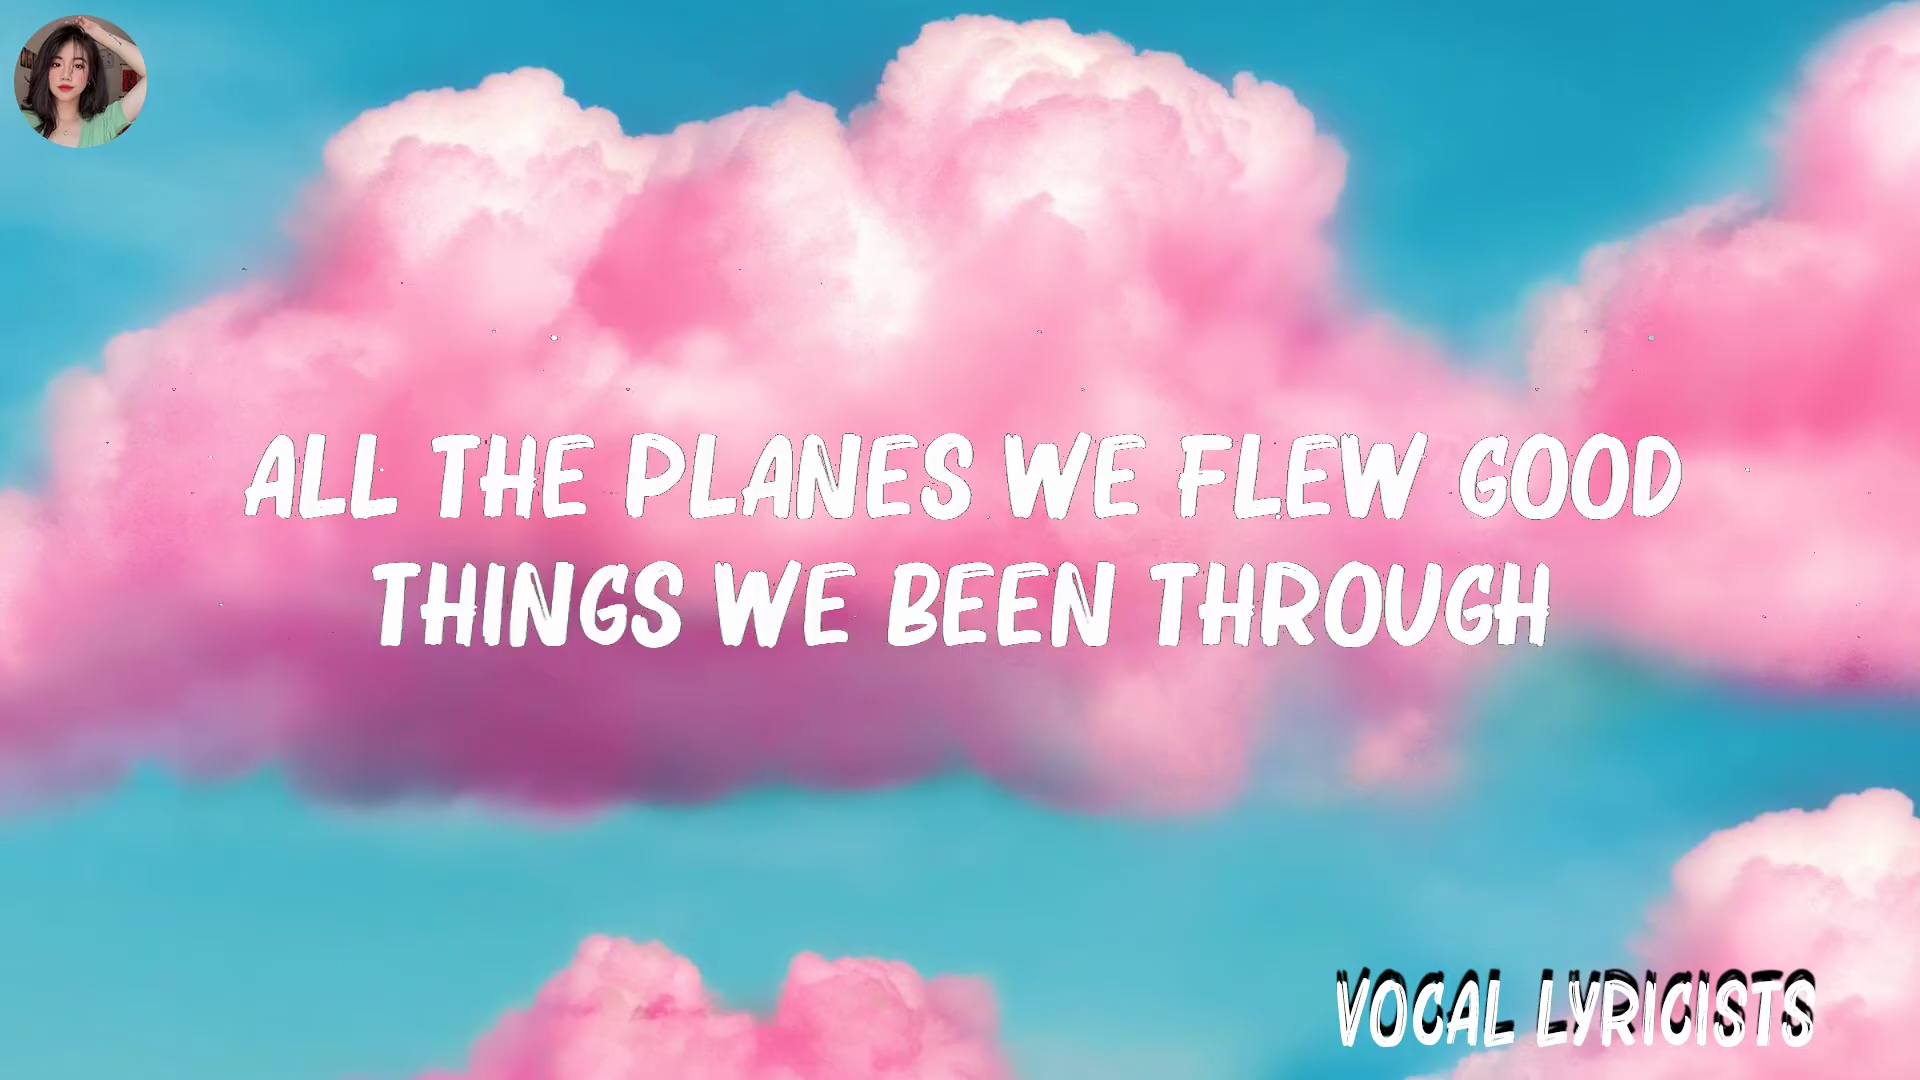 ALL THE PLANES WE FLEW GOOD
THINGS WE BEEN THROUGH
VOCAL LYRICISTS